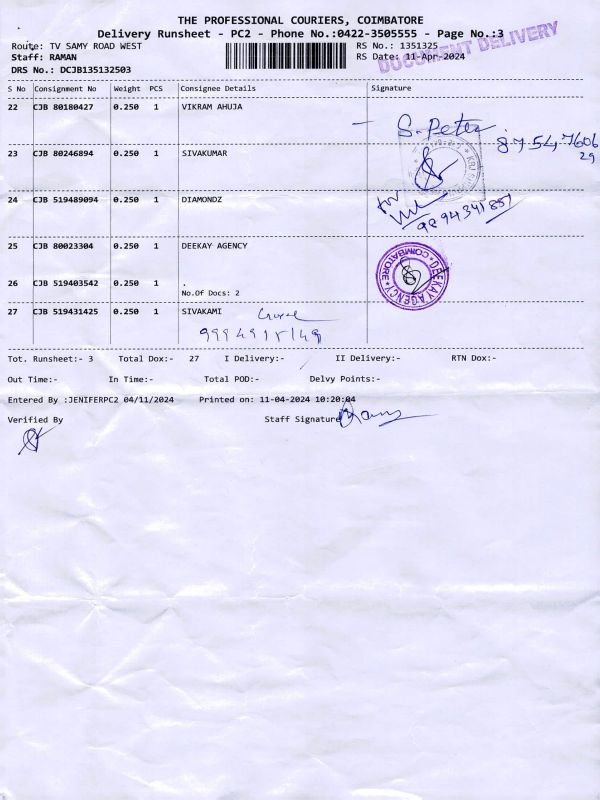 THE PROFESSIONAL COURIERS, COIMBATORE
Delivery Runsheet - PC2 - Phone No.:0422-3505555 - Page No.:3
Route: TV SAMY ROAD WEST RS No.: 1351325
DOCUMENT DELIVERY
Staff: RAMAN RS Date: 11-Apr-2024
DRS No.: DCJB135132503
S No Consignment No Weight PCS Consignee Details Signature
22 CJB 80180427 0.250 1 VIKRAM AHUJA
S. Peter
87547606
29
23 CJB 80246894 0.250 1 SIVAKUMAR
24 CJB 519489094 0.250 1 DIAMONDZ
9894341857
25 CJB 80023304 0.250 1 DEEKAY AGENCY
DEEKAY AGENCY * COIMBATORE *
26 CJB 519403542 0.250 1 .
No.Of Docs: 2
27 CJB 519431425 0.250 1 SIVAKAMI
Tot. Runsheet:- 3 Total Dox:- 27 I Delivery:- II Delivery:- RTN Dox:-
Out Time:- In Time:- Total POD:- Delvy Points:-
Entered By :JENIFERPC2 04/11/2024 Printed on: 11-04-2024 10:20:04
Verified By Staff Signature